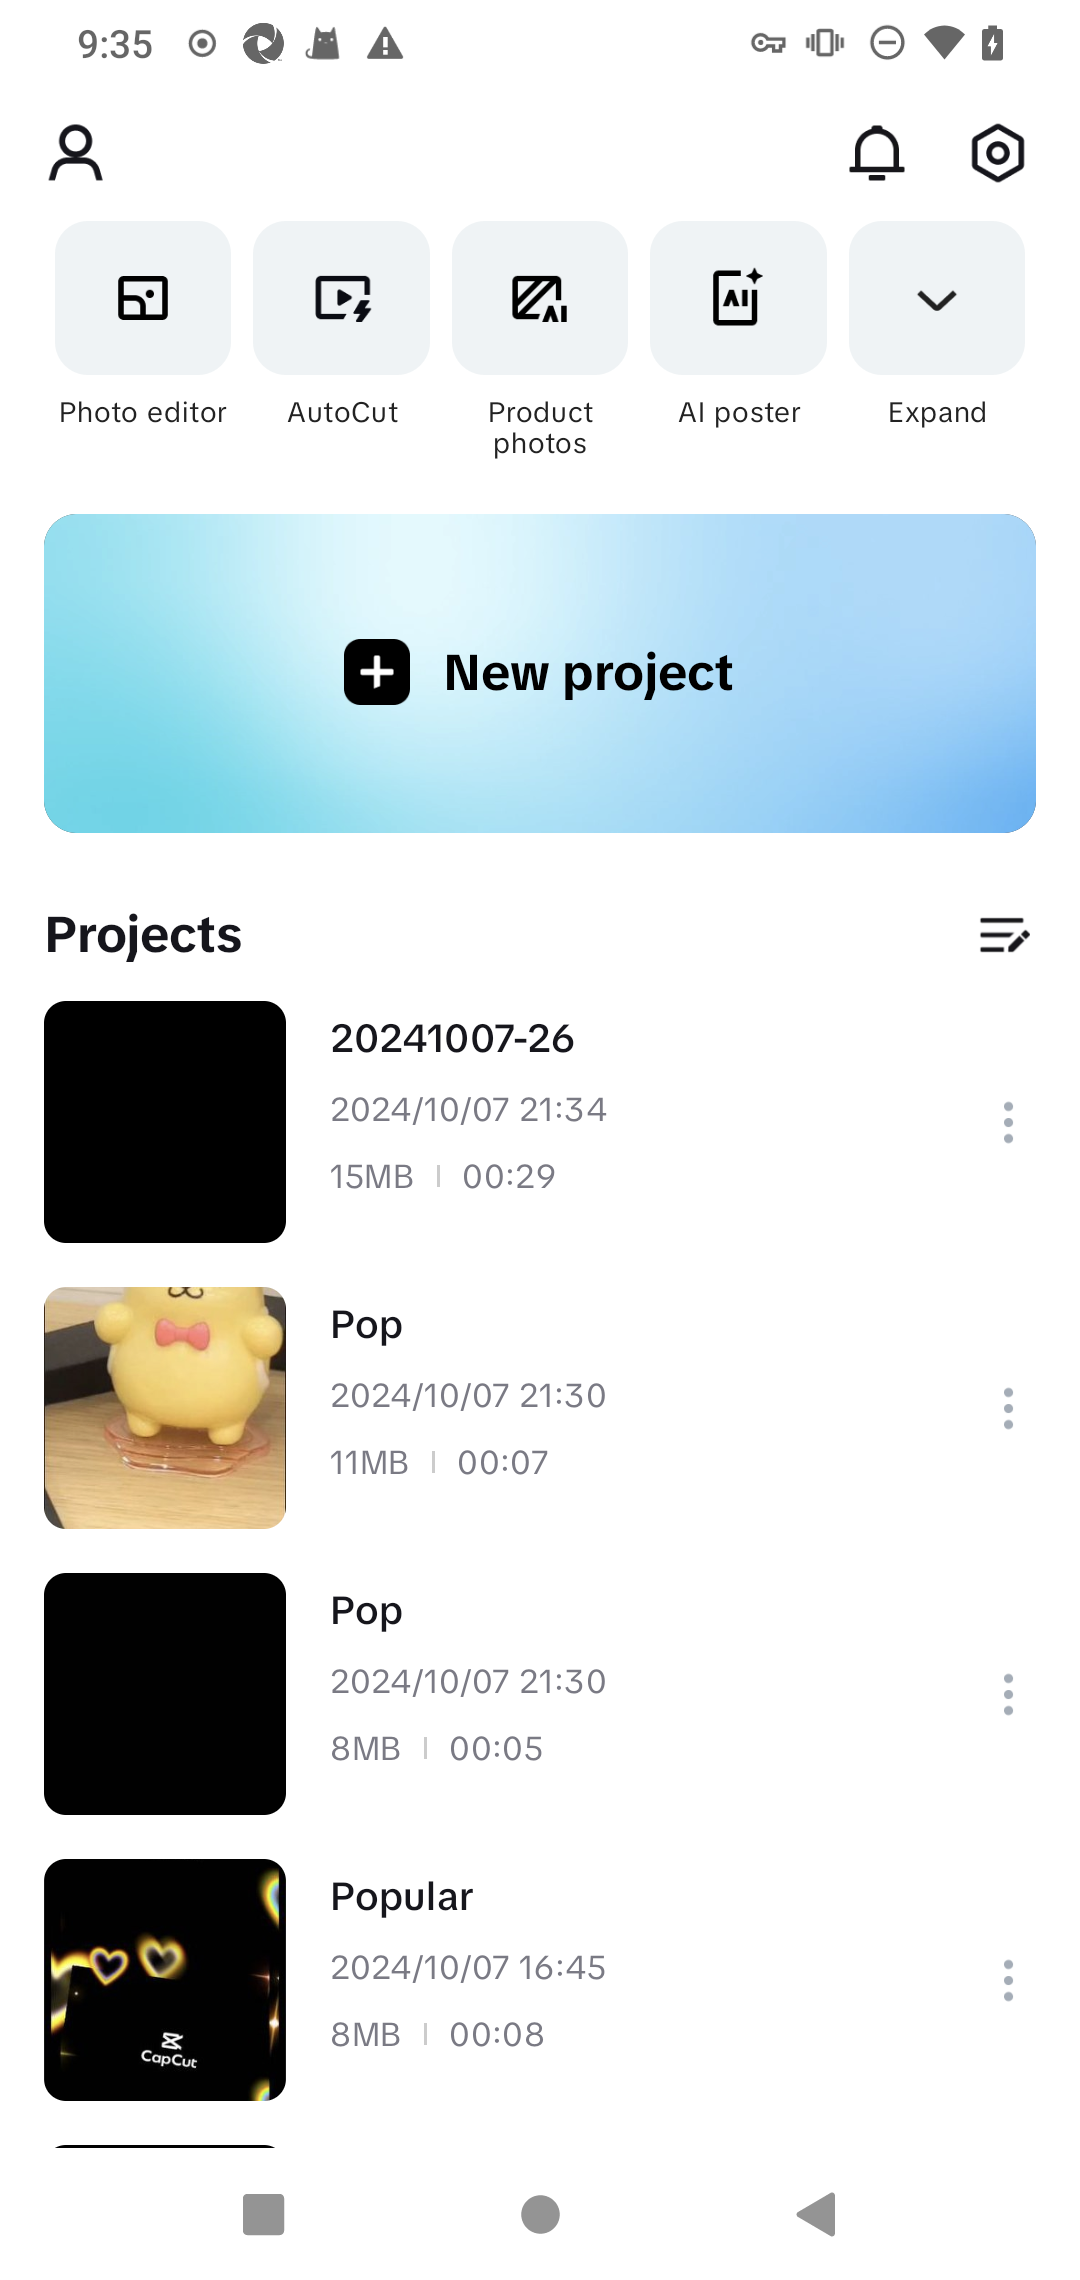 9:35
Photo editor
AutoCut
Product
photos
AI poster
Expand
New project
Projects
20241007-26
2024/10/07 21:34
15MB | 00:29
Pop
2024/10/07 21:30
11MB | 00:07
Pop
2024/10/07 21:30
8MB | 00:05
Popular
2024/10/07 16:45
8MB | 00:08
CapCut